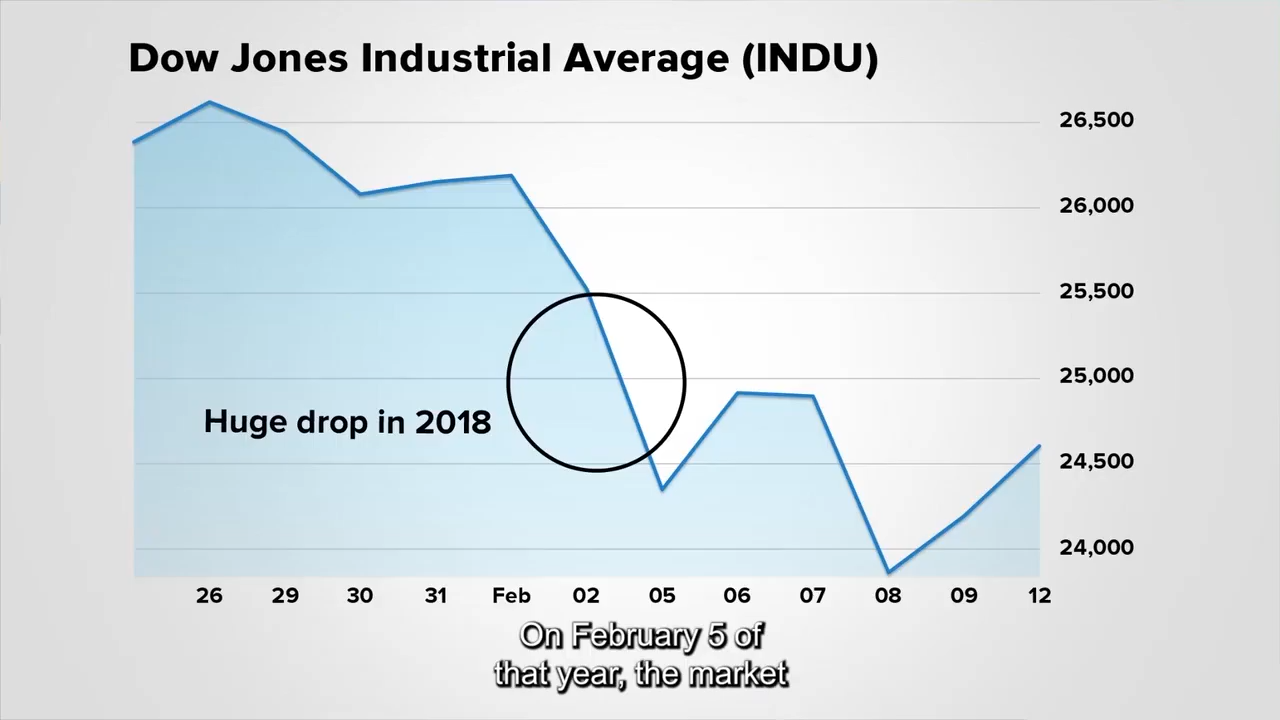 Dow Jones Industrial Average (INDU)
26,500
26,000
25,500
25,000
Huge drop in 2018
24,500
24,000
26 29 30 31 Feb 02 05 06 07 08 09 12
On February 5 of
that year, the market